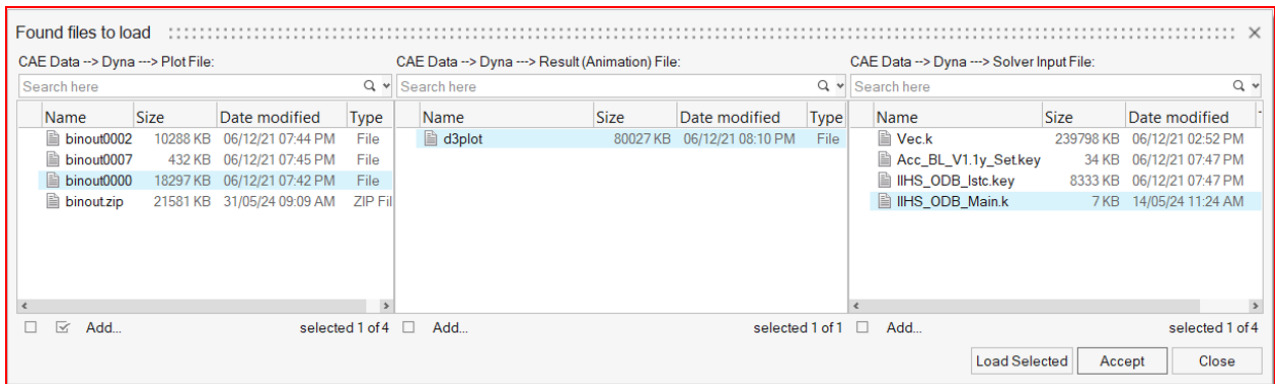 Found files to load
CAE Data --> Dyna ---> Plot File:
Search here
Name Size Date modified Type
binout0002 10288 KB 06/12/21 07:44 PM File
binout0007 432 KB 06/12/21 07:45 PM File
binout0000 18297 KB 06/12/21 07:42 PM File
binout.zip 21581 KB 31/05/24 09:09 AM ZIP Fil
Add... selected 1 of 4
CAE Data --> Dyna ---> Result (Animation) File:
Search here
Name Size Date modified Type
d3plot 80027 KB 06/12/21 08:10 PM File
Add... selected 1 of 1
CAE Data --> Dyna ---> Solver Input File:
Search here
Name Size Date modified
Vec.k 239798 KB 06/12/21 02:52 PM
Acc_BL_V1.1y_Set.key 34 KB 06/12/21 07:47 PM
IIHS_ODB_Istc.key 8333 KB 06/12/21 07:47 PM
IIHS_ODB_Main.k 7 KB 14/05/24 11:24 AM
Add... selected 1 of 4
Load Selected Accept Close